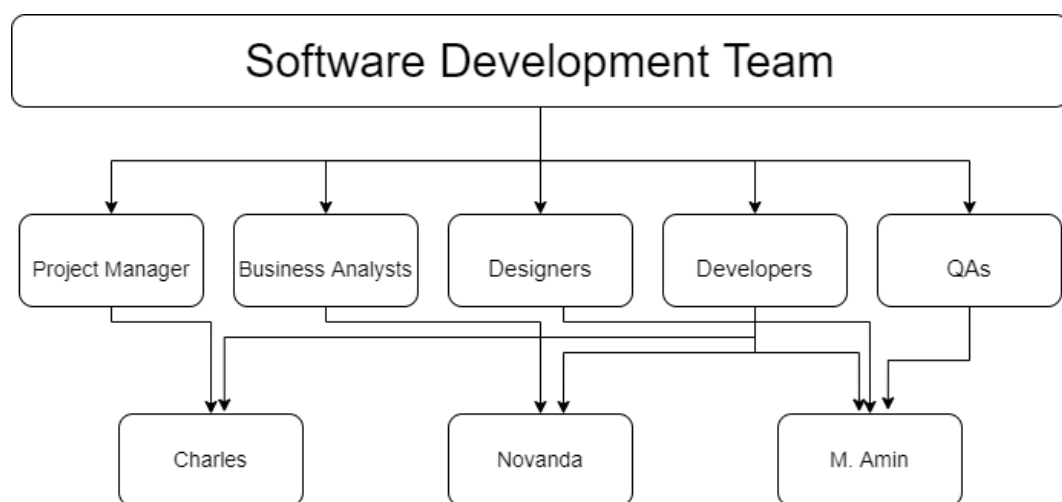 Software Development Team
Project Manager
Business Analysts
Designers
Developers
QAs
Charles
Novanda
M. Amin